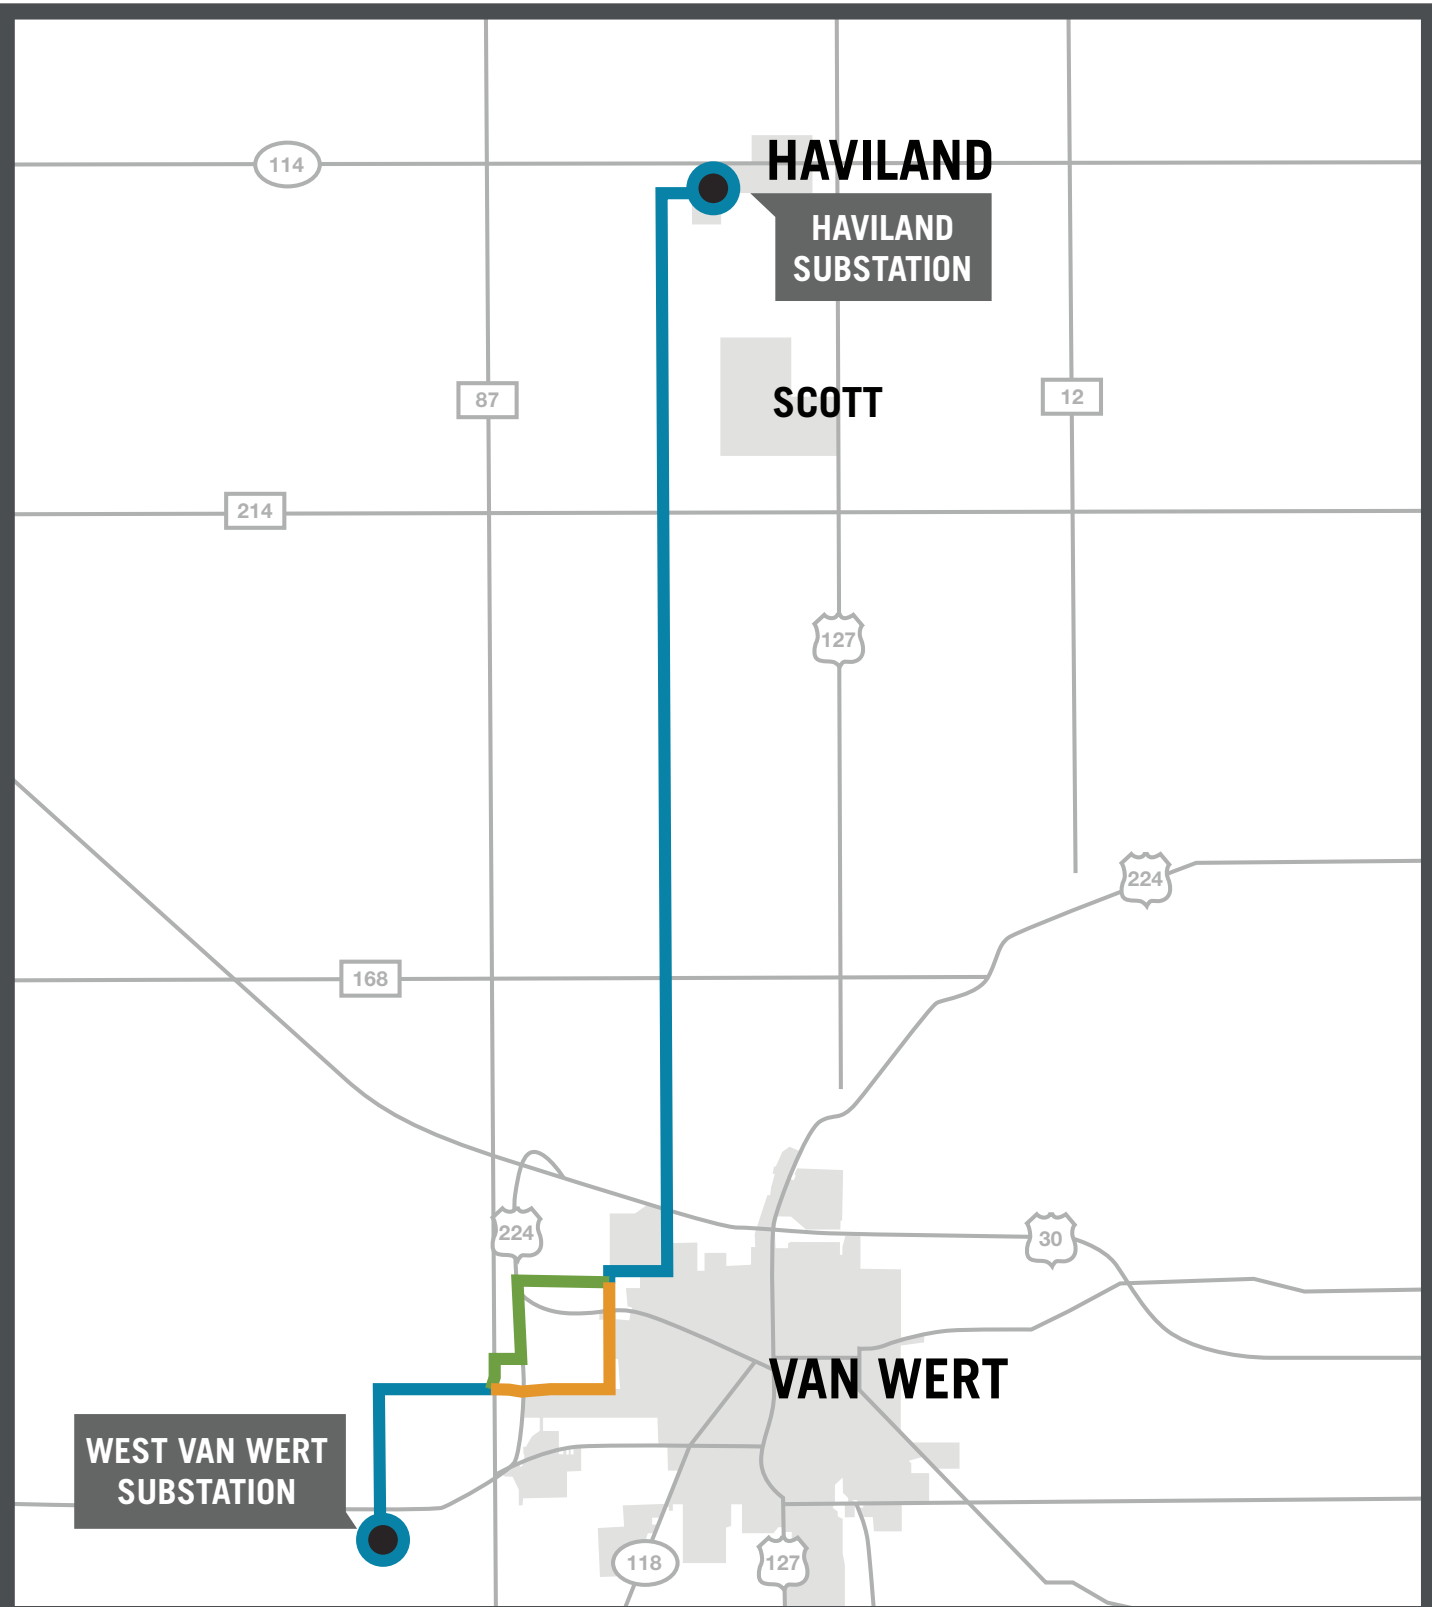 114
HAVILAND
HAVILAND
SUBSTATION
87
SCOTT
12
214
127
224
168
224
30
VAN WERT
WEST VAN WERT
SUBSTATION
118
127